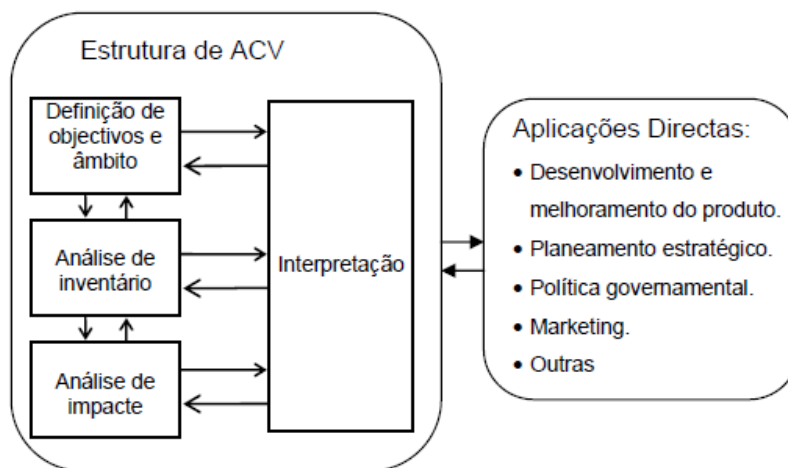 Estrutura de ACV
Definição de
objectivos e
âmbito
Análise de
inventário
Análise de
impacte
Interpretação
Aplicações Directas:
• Desenvolvimento e
melhoramento do produto.
• Planeamento estratégico.
• Política governamental.
• Marketing.
• Outras